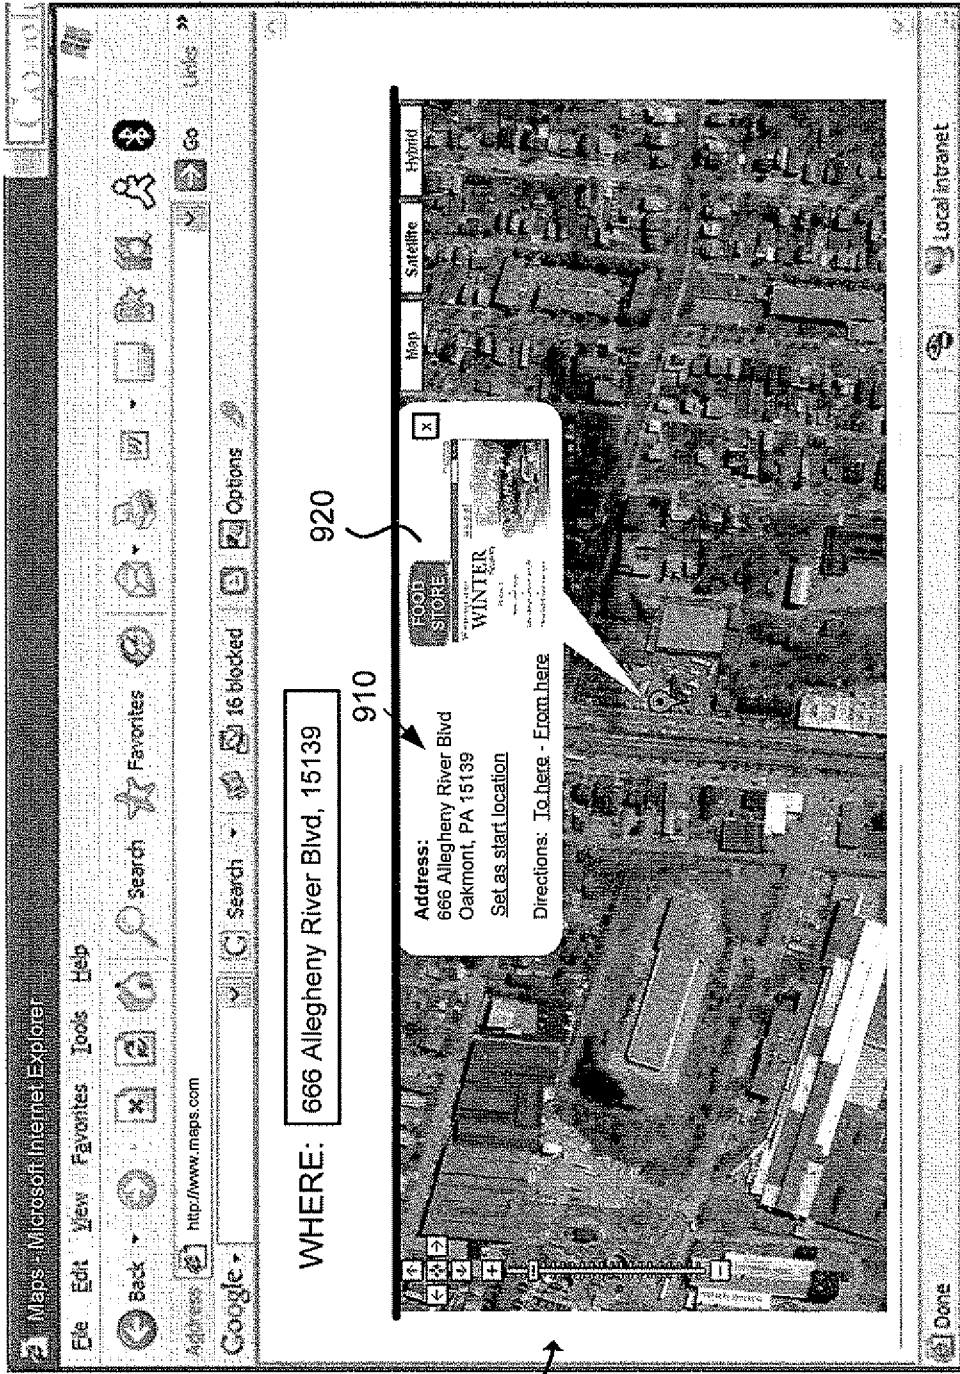 Maps - Microsoft Internet Explorer
File Edit View Favorites Tools Help
Back Search Favorites
Address http://www.maps.com Go Links »
Google Search 16 blocked Options
WHERE: 666 Allegheny River Blvd, 15139
910
920
Map Satellite Hybrid
x
Address:
666 Allegheny River Blvd
Oakmont, PA 15139
Set as start location
Directions: To here - From here
FOOD
STORE
WINTER
Done Local intranet